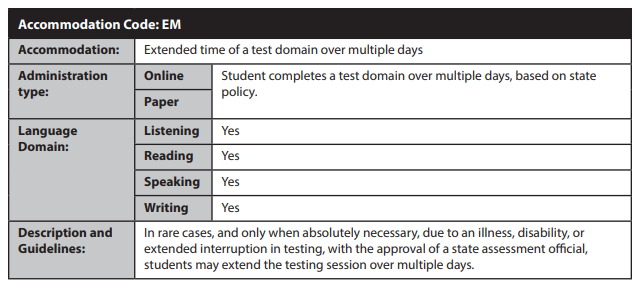 Accommodation Code: EM
Accommodation: Extended time of a test domain over multiple days
Administration type: Online Student completes a test domain over multiple days, based on state
policy.
Paper
Language Domain: Listening Yes
Reading Yes
Speaking Yes
Writing Yes
Description and Guidelines: In rare cases, and only when absolutely necessary, due to an illness, disability, or
extended interruption in testing, with the approval of a state assessment official,
students may extend the testing session over multiple days.